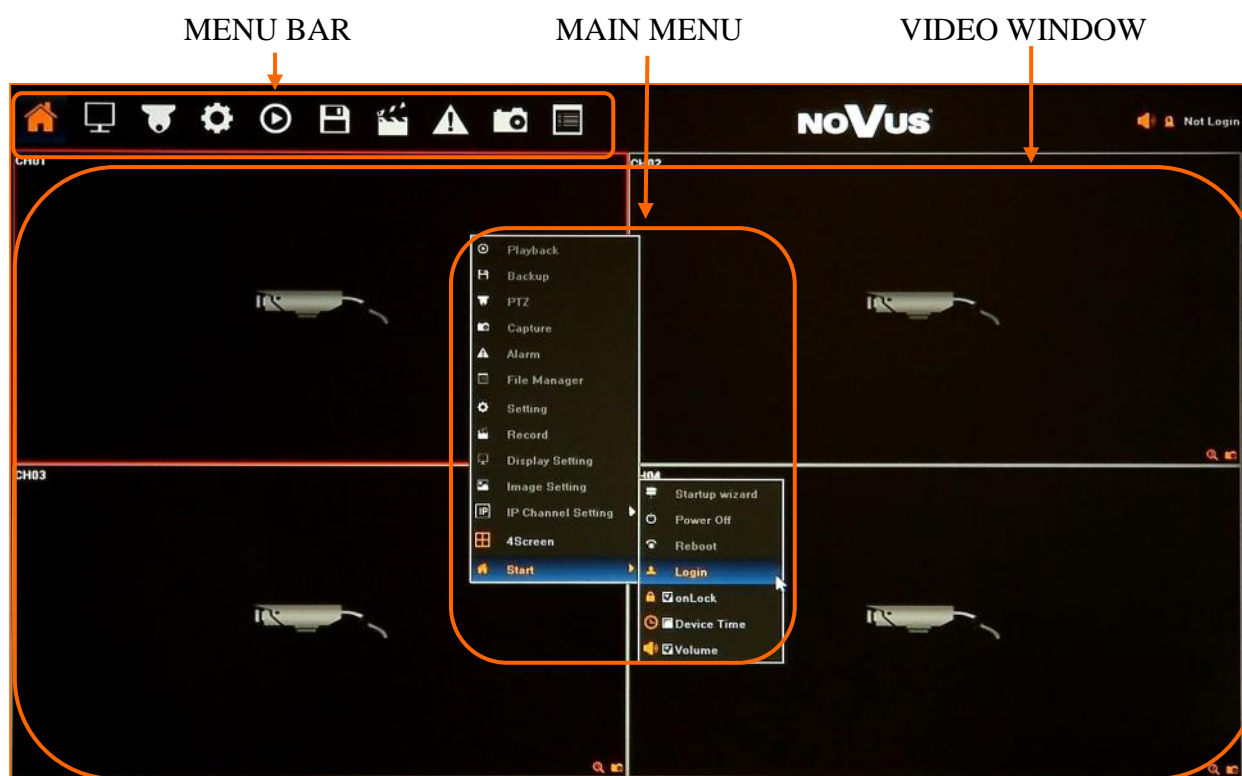 MENU BAR MAIN MENU VIDEO WINDOW
NOVUS
Not Login
CH01
CH02
Playback
Backup
PTZ
Capture
Alarm
File Manager
Setting
Record
Display Setting
Image Setting
IP IP Channel Setting
4Screen
Start
CH03
CH04
Startup wizard
Power Off
Reboot
Login
onLock
Device Time
Volume